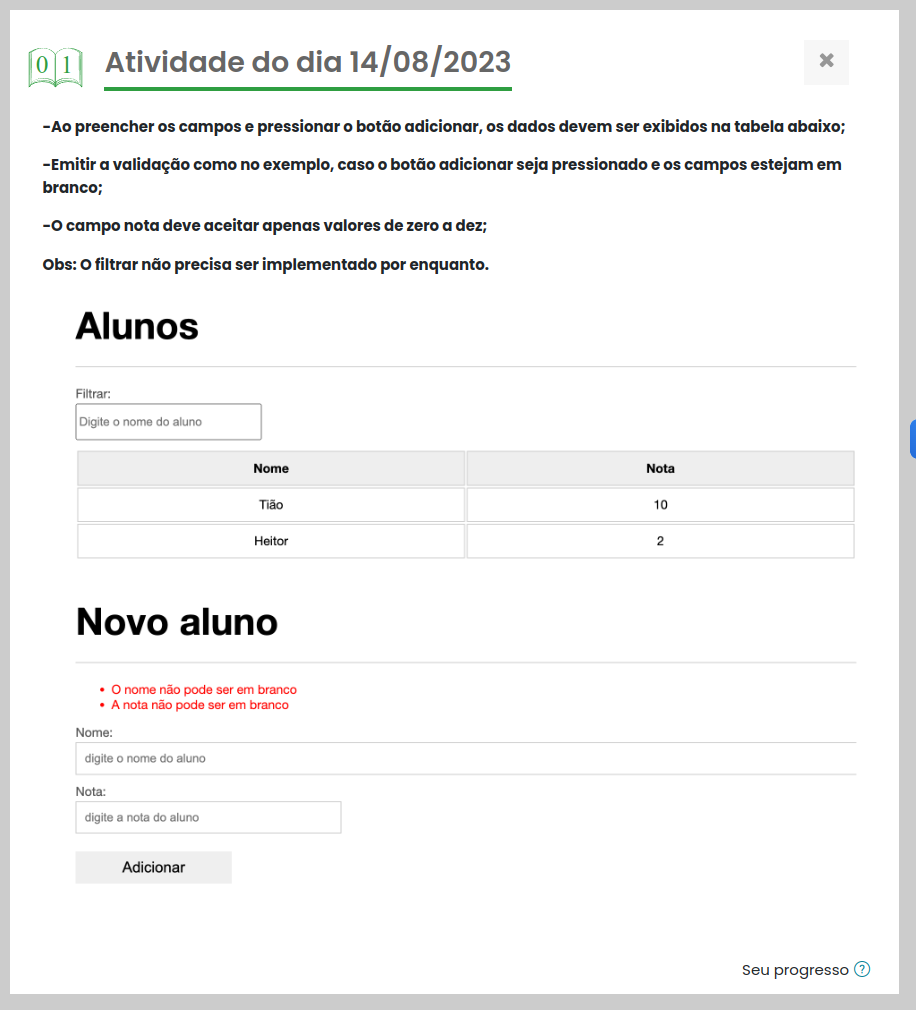 0 1
Atividade do dia 14/08/2023
-Ao preencher os campos e pressionar o botão adicionar, os dados devem ser exibidos na tabela abaixo;
-Emitir a validação como no exemplo, caso o botão adicionar seja pressionado e os campos estejam em
branco;
-O campo nota deve aceitar apenas valores de zero a dez;
Obs: O filtrar não precisa ser implementado por enquanto.
Alunos
Filtrar:
Digite o nome do aluno
Nome Nota
Tião 10
Heitor 2
Novo aluno
• O nome não pode ser em branco
• A nota não pode ser em branco
Nome:
digite o nome do aluno
Nota:
digite a nota do aluno
Adicionar
Seu progresso ?